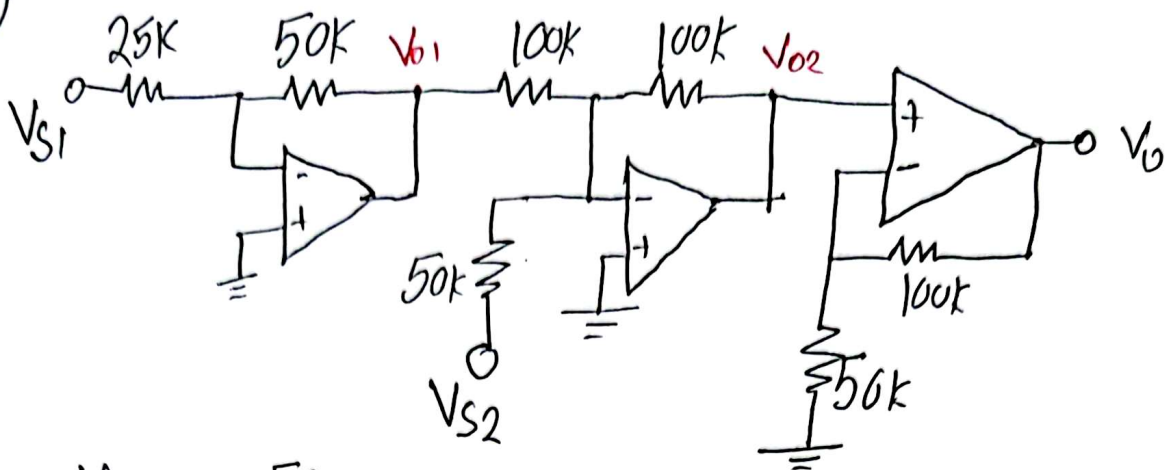 25K 50K Vo1 100K 100K Vo2
VS1
- +
- +
+ -
Vo
50K
VS2
100K
50K